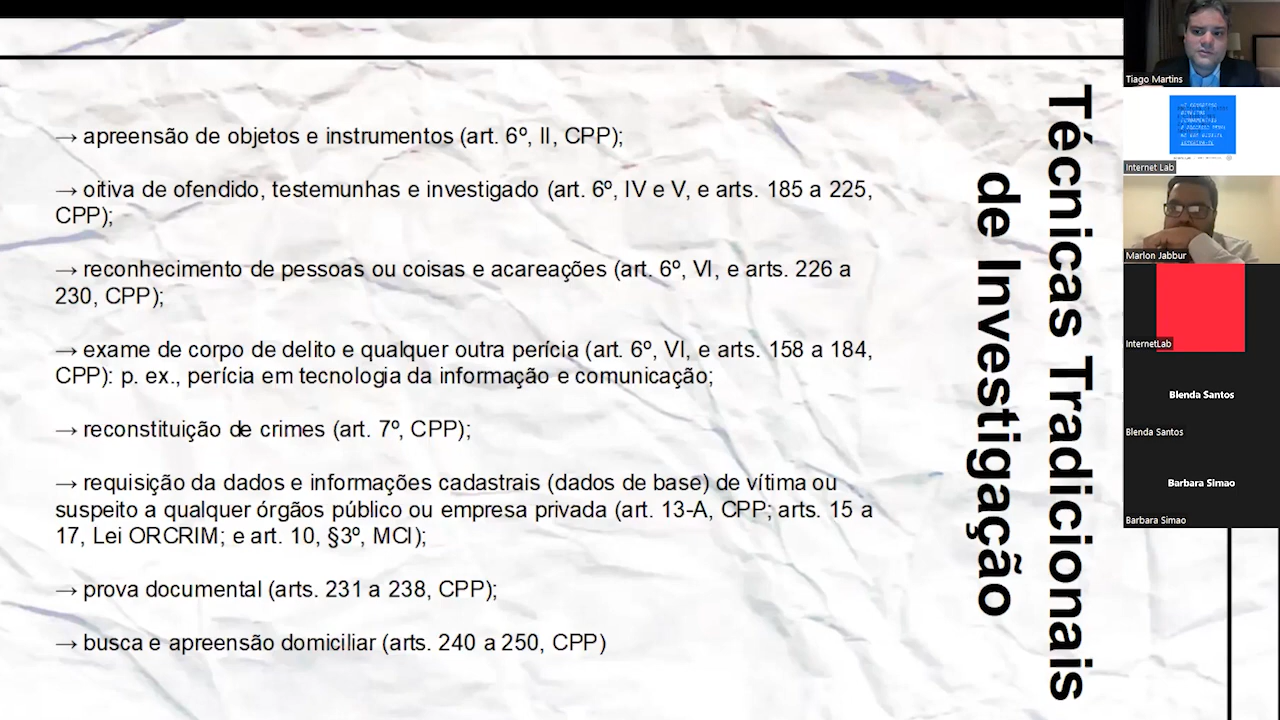 → apreensão de objetos e instrumentos (art. 6º, II, CPP);
→ oitiva de ofendido, testemunhas e investigado (art. 6º, IV e V, e arts. 185 a 225,
CPP);
→ reconhecimento de pessoas ou coisas e acareações (art. 6º, VI, e arts. 226 a
230, CPP);
→ exame de corpo de delito e qualquer outra perícia (art. 6º, VI, e arts. 158 a 184,
CPP): p. ex., perícia em tecnologia da informação e comunicação;
→ reconstituição de crimes (art. 7º, CPP);
→ requisição da dados e informações cadastrais (dados de base) de vítima ou
suspeito a qualquer órgãos público ou empresa privada (art. 13-A, CPP; arts. 15 a
17, Lei ORCRIM; e art. 10, §3º, MCI);
→ prova documental (arts. 231 a 238, CPP);
→ busca e apreensão domiciliar (arts. 240 a 250, CPP)
Técnicas Tradicionais
de Investigação
Tiago Martins
Internet Lab
Marlon Jabbur
InternetLab
Blenda Santos
Blenda Santos
Barbara Simao
Barbara Simao